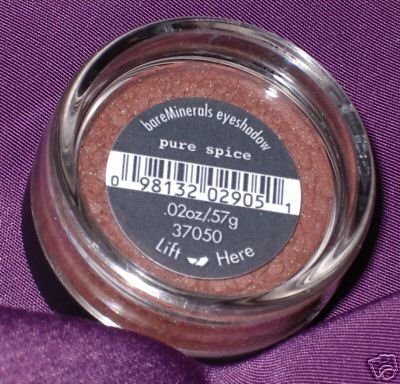 bareMinerals eyeshadow
pure spice
0 98132 02905 1
.02oz/.57g
37050
Lift Here